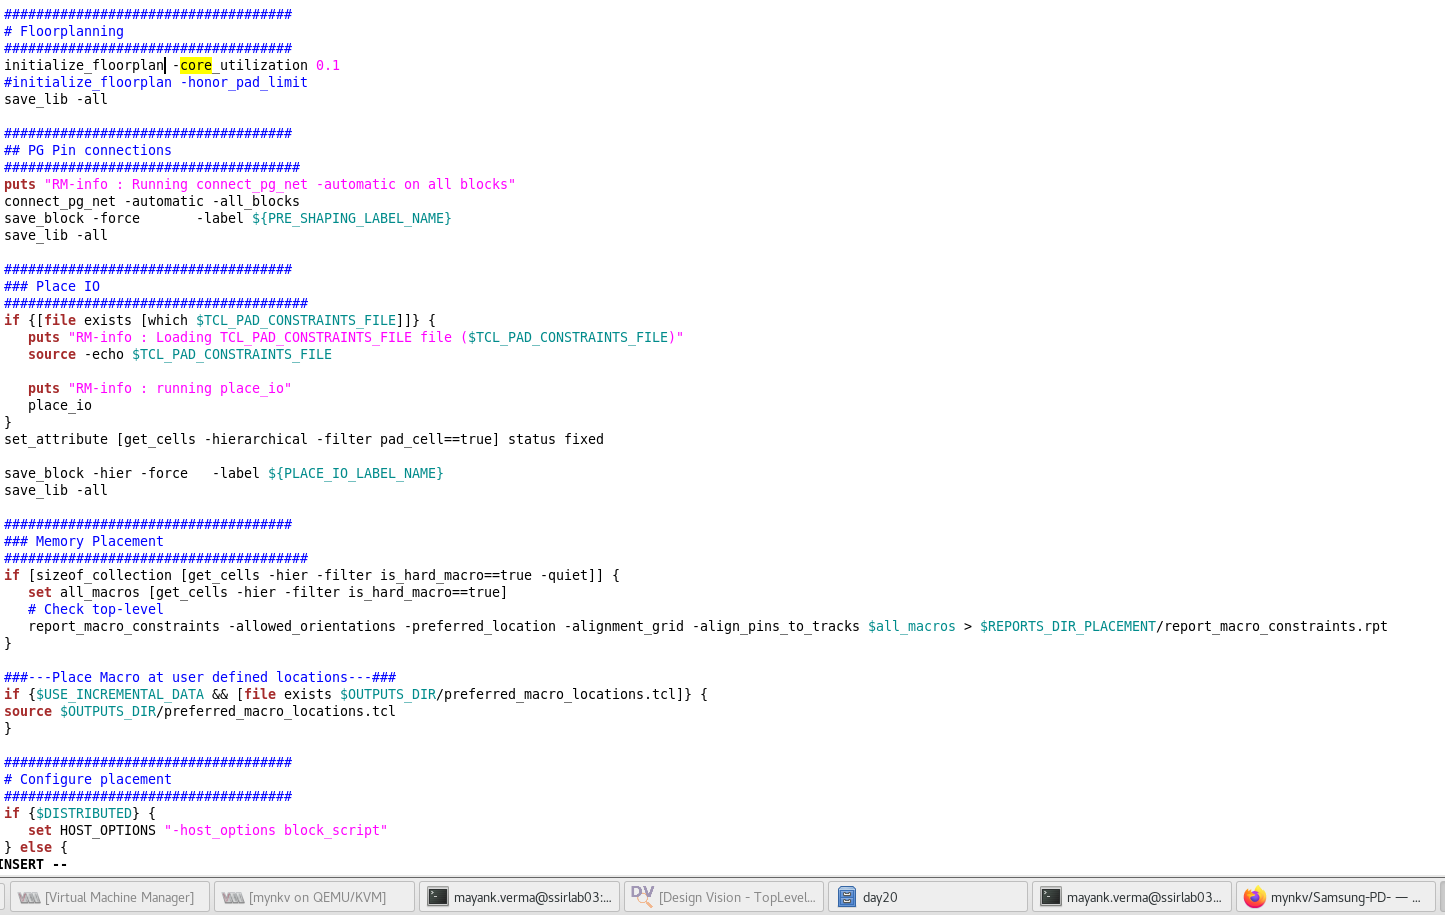 ####################################
# Floorplanning
####################################
initialize_floorplan -core_utilization 0.1
#initialize_floorplan -honor_pad_limit
save_lib -all
####################################
## PG Pin connections
#####################################
puts "RM-info : Running connect_pg_net -automatic on all blocks"
connect_pg_net -automatic -all_blocks
save_block -force       -label ${PRE_SHAPING_LABEL_NAME}
save_lib -all
####################################
### Place IO
######################################
if {[file exists [which $TCL_PAD_CONSTRAINTS_FILE]]} {
   puts "RM-info : Loading TCL_PAD_CONSTRAINTS_FILE file ($TCL_PAD_CONSTRAINTS_FILE)"
   source -echo $TCL_PAD_CONSTRAINTS_FILE
   puts "RM-info : running place_io"
   place_io
}
set_attribute [get_cells -hierarchical -filter pad_cell==true] status fixed
save_block -hier -force   -label ${PLACE_IO_LABEL_NAME}
save_lib -all
####################################
### Memory Placement
######################################
if [sizeof_collection [get_cells -hier -filter is_hard_macro==true -quiet]] {
   set all_macros [get_cells -hier -filter is_hard_macro==true]
   # Check top-level
   report_macro_constraints -allowed_orientations -preferred_location -alignment_grid -align_pins_to_tracks $all_macros > $REPORTS_DIR_PLACEMENT/report_macro_constraints.rpt
}
###---Place Macro at user defined locations---###
if {$USE_INCREMENTAL_DATA && [file exists $OUTPUTS_DIR/preferred_macro_locations.tcl]} {
source $OUTPUTS_DIR/preferred_macro_locations.tcl
}
####################################
# Configure placement
####################################
if {$DISTRIBUTED} {
   set HOST_OPTIONS "-host_options block_script"
} else {
INSERT --
[Virtual Machine Manager]
[mynkv on QEMU/KVM]
mayank.verma@ssirlab03:...
[Design Vision - TopLevel...
day20
mayank.verma@ssirlab03...
mynkv/Samsung-PD- — ...